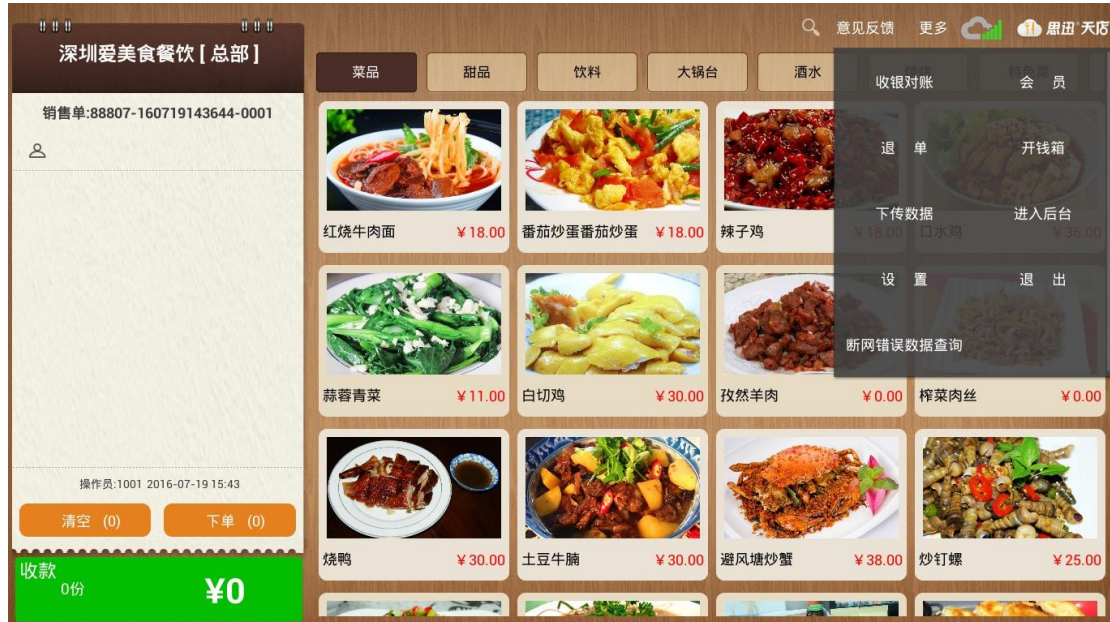 深圳爱美食餐饮 [ 总部 ]
销售单:88807-160719143644-0001
操作员:1001 2016-07-19 15:43
清空 (0)
下单 (0)
收款
0份
¥0
意见反馈
更多
思迅天店
菜品
甜品
饮料
大锅台
酒水
特色菜
收银对账
会 员
退 单
开钱箱
下传数据
进入后台
设 置
退 出
断网错误数据查询
红烧牛肉面 ¥18.00
番茄炒蛋番茄炒蛋 ¥18.00
辣子鸡 ¥18.00
口水鸡 ¥36.00
蒜蓉青菜 ¥11.00
白切鸡 ¥30.00
孜然羊肉 ¥0.00
榨菜肉丝 ¥0.00
烧鸭 ¥30.00
土豆牛腩 ¥30.00
避风塘炒蟹 ¥38.00
炒钉螺 ¥25.00